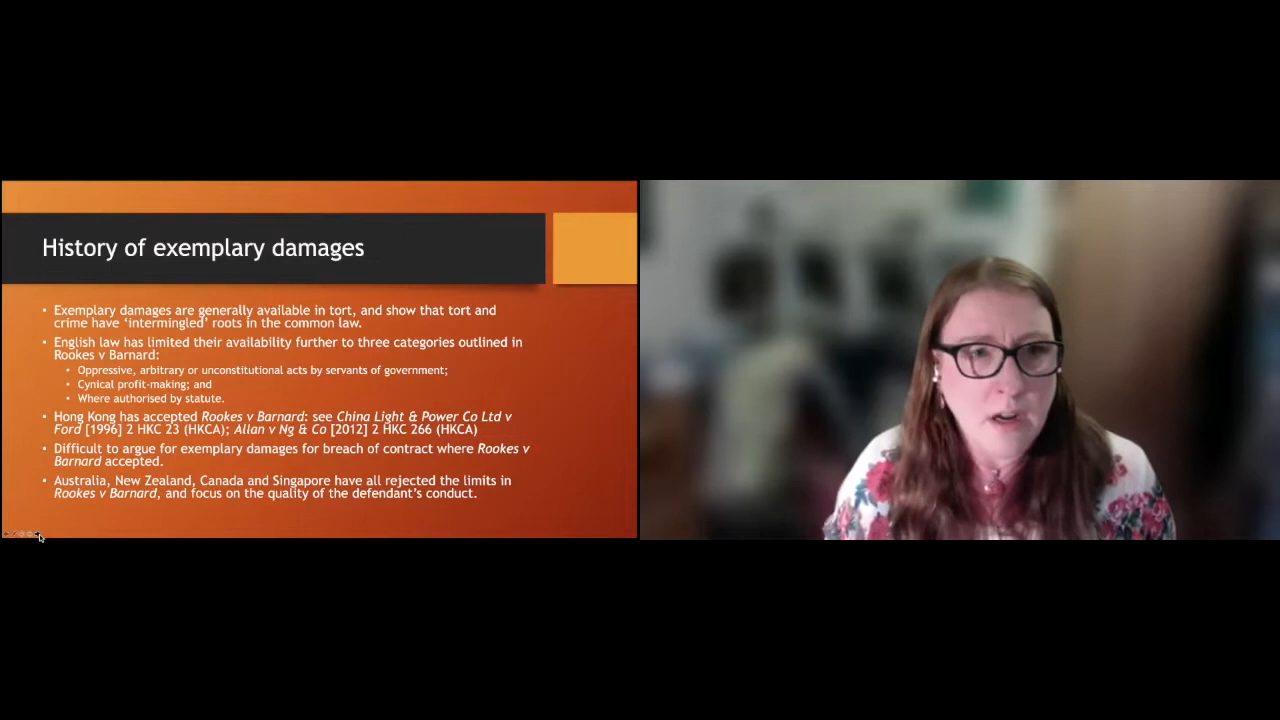 History of exemplary damages
• Exemplary damages are generally available in tort, and show that tort and
crime have ‘intermingled’ roots in the common law.
• English law has limited their availability further to three categories outlined in
Rookes v Barnard:
• Oppressive, arbitrary or unconstitutional acts by servants of government;
• Cynical profit-making; and
• Where authorised by statute.
• Hong Kong has accepted Rookes v Barnard: see China Light & Power Co Ltd v
Ford [1996] 2 HKC 23 (HKCA); Allan v Ng & Co [2012] 2 HKC 266 (HKCA)
• Difficult to argue for exemplary damages for breach of contract where Rookes v
Barnard accepted.
• Australia, New Zealand, Canada and Singapore have all rejected the limits in
Rookes v Barnard, and focus on the quality of the defendant’s conduct.